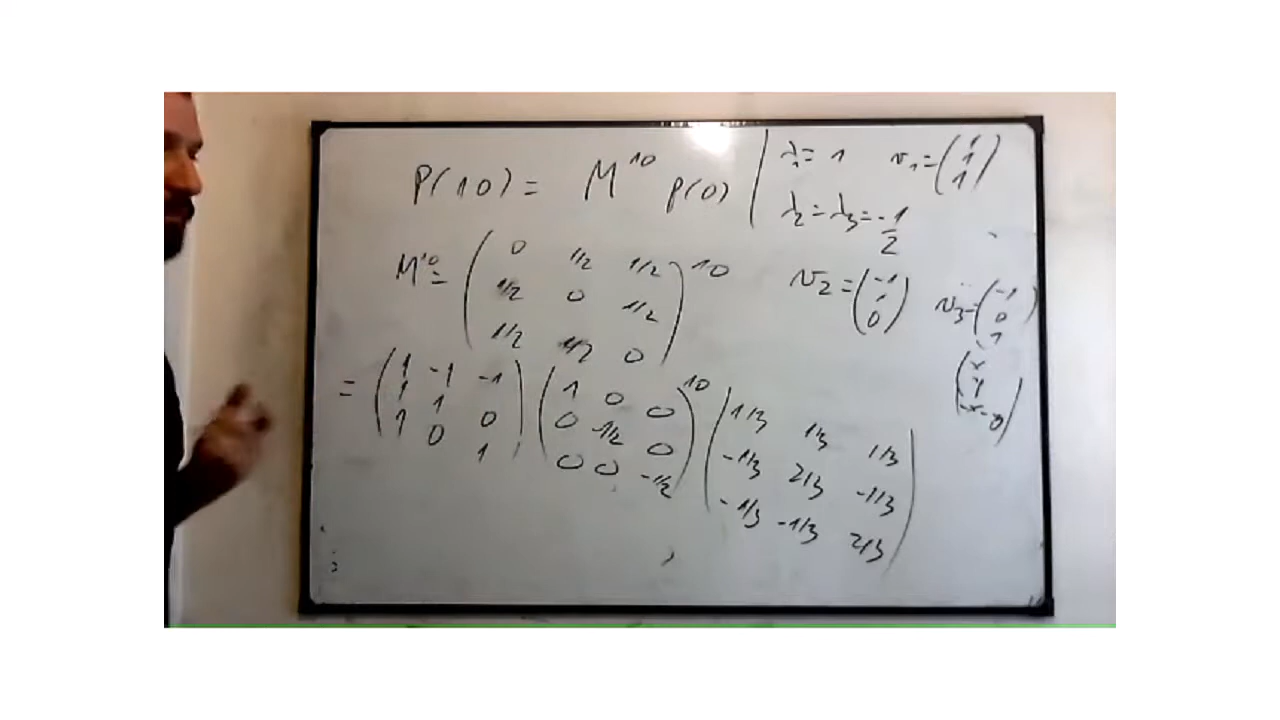 P(10) = M^10 p(0) | λ₁ = 1 v₁ = (1 1 1)
λ₂ = λ₃ = -1/2
M^10 = (0 1/2 1/2
1/2 0 1/2
1/2 1/2 0)^10
v₂ = (-1 1 0) v₃ = (-1 0 1)
= (1 -1 -1
1 1 0
1 0 1)
(1 0 0
0 -1/2 0
0 0 -1/2)^10
(1/3 1/3 1/3
-1/3 2/3 -1/3
-1/3 -1/3 2/3)